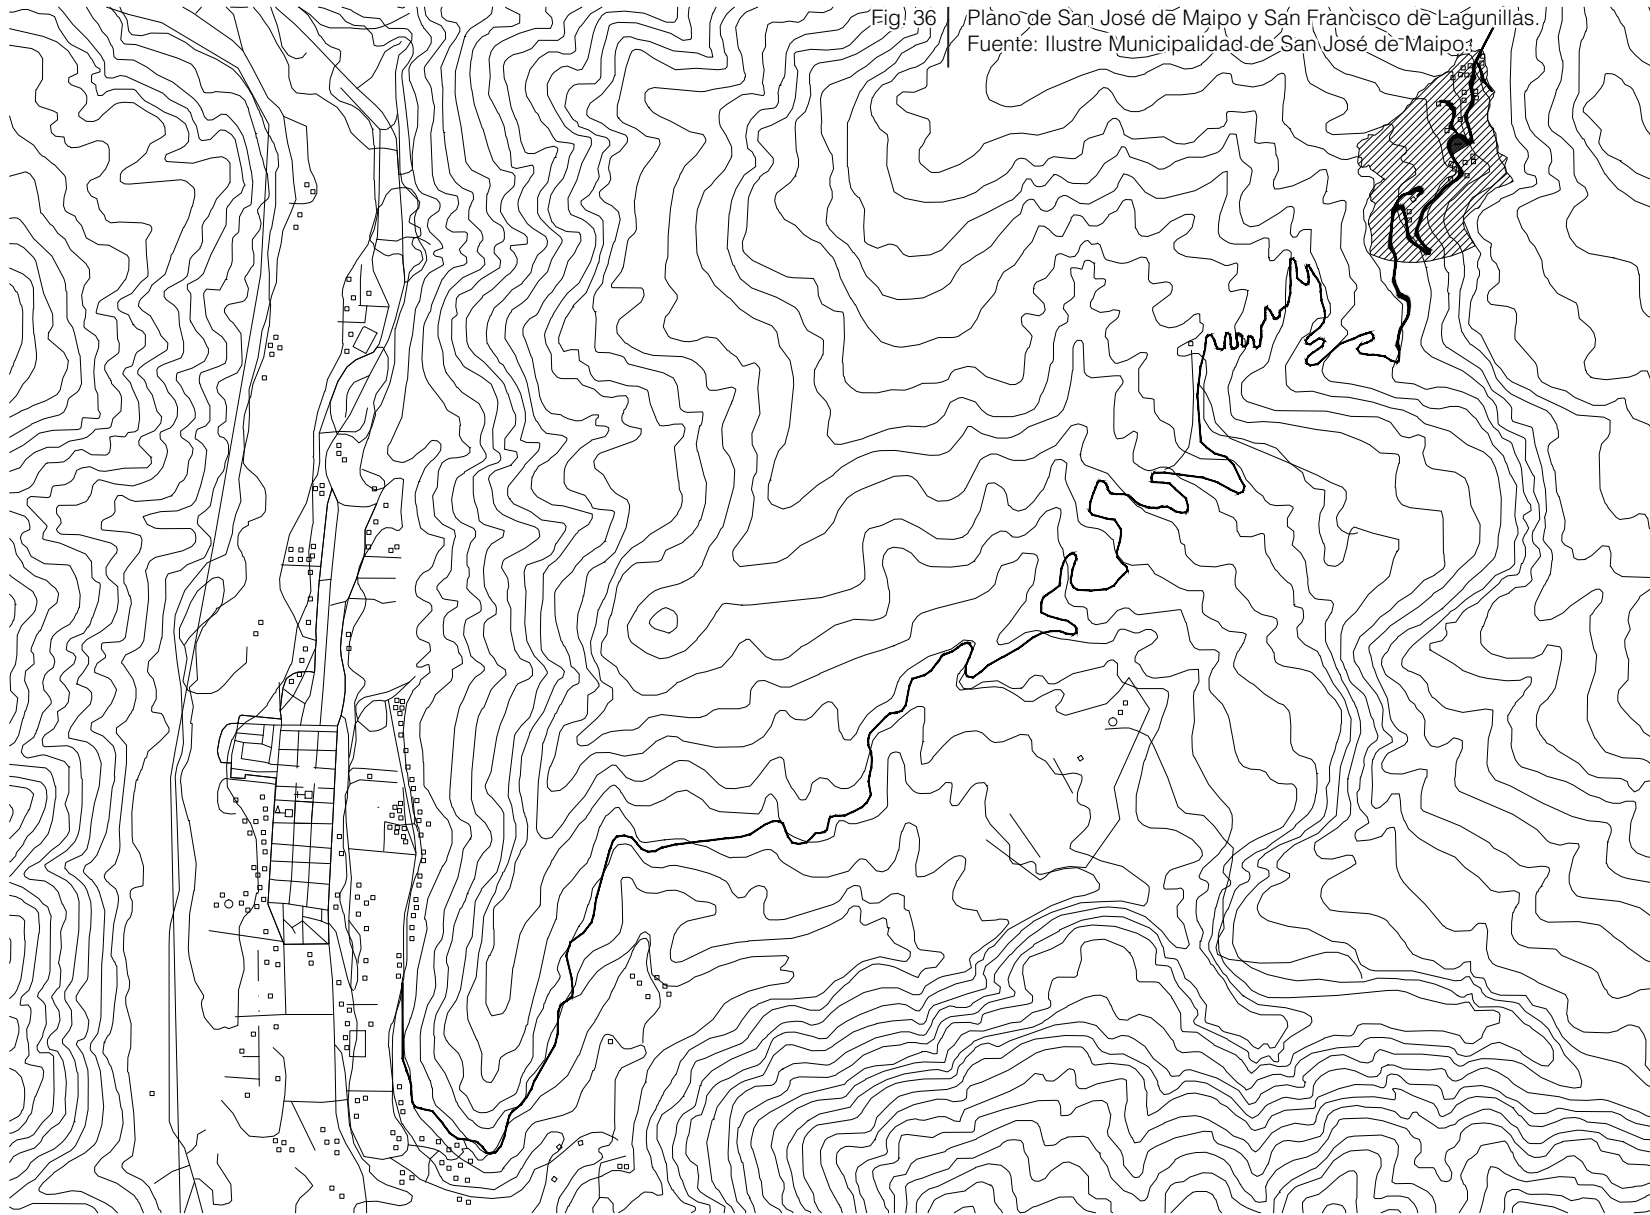 Fig. 36 | Plano de San José de Maipo y San Francisco de Lagunillas.
Fuente: Ilustre Municipalidad de San José de Maipo.